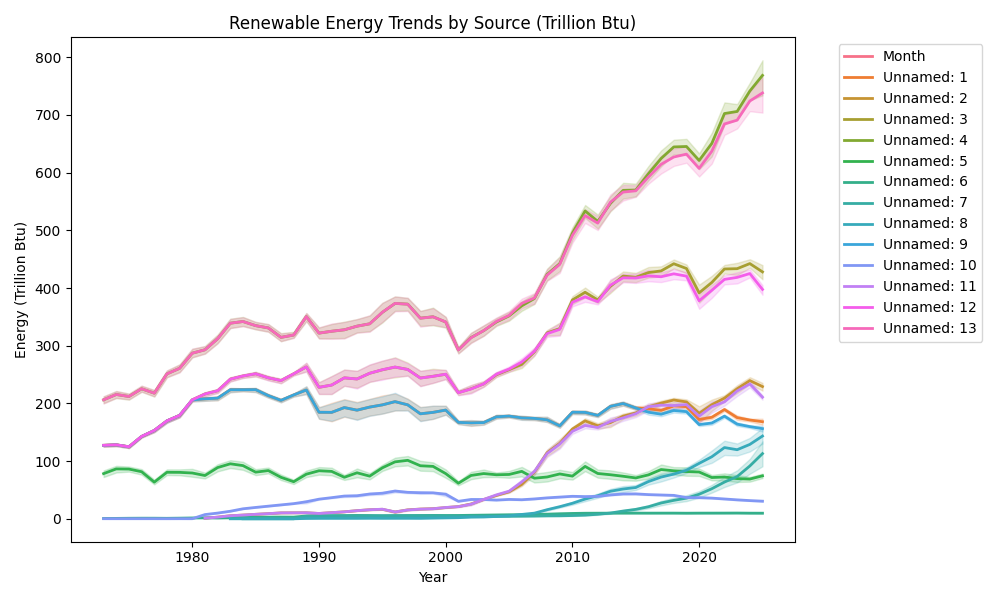 Renewable Energy Trends by Source (Trillion Btu)
Energy (Trillion Btu)
800
700
600
500
400
300
200
100
0
1980
1990
2000
2010
2020
Year
Month
Unnamed: 1
Unnamed: 2
Unnamed: 3
Unnamed: 4
Unnamed: 5
Unnamed: 6
Unnamed: 7
Unnamed: 8
Unnamed: 9
Unnamed: 10
Unnamed: 11
Unnamed: 12
Unnamed: 13